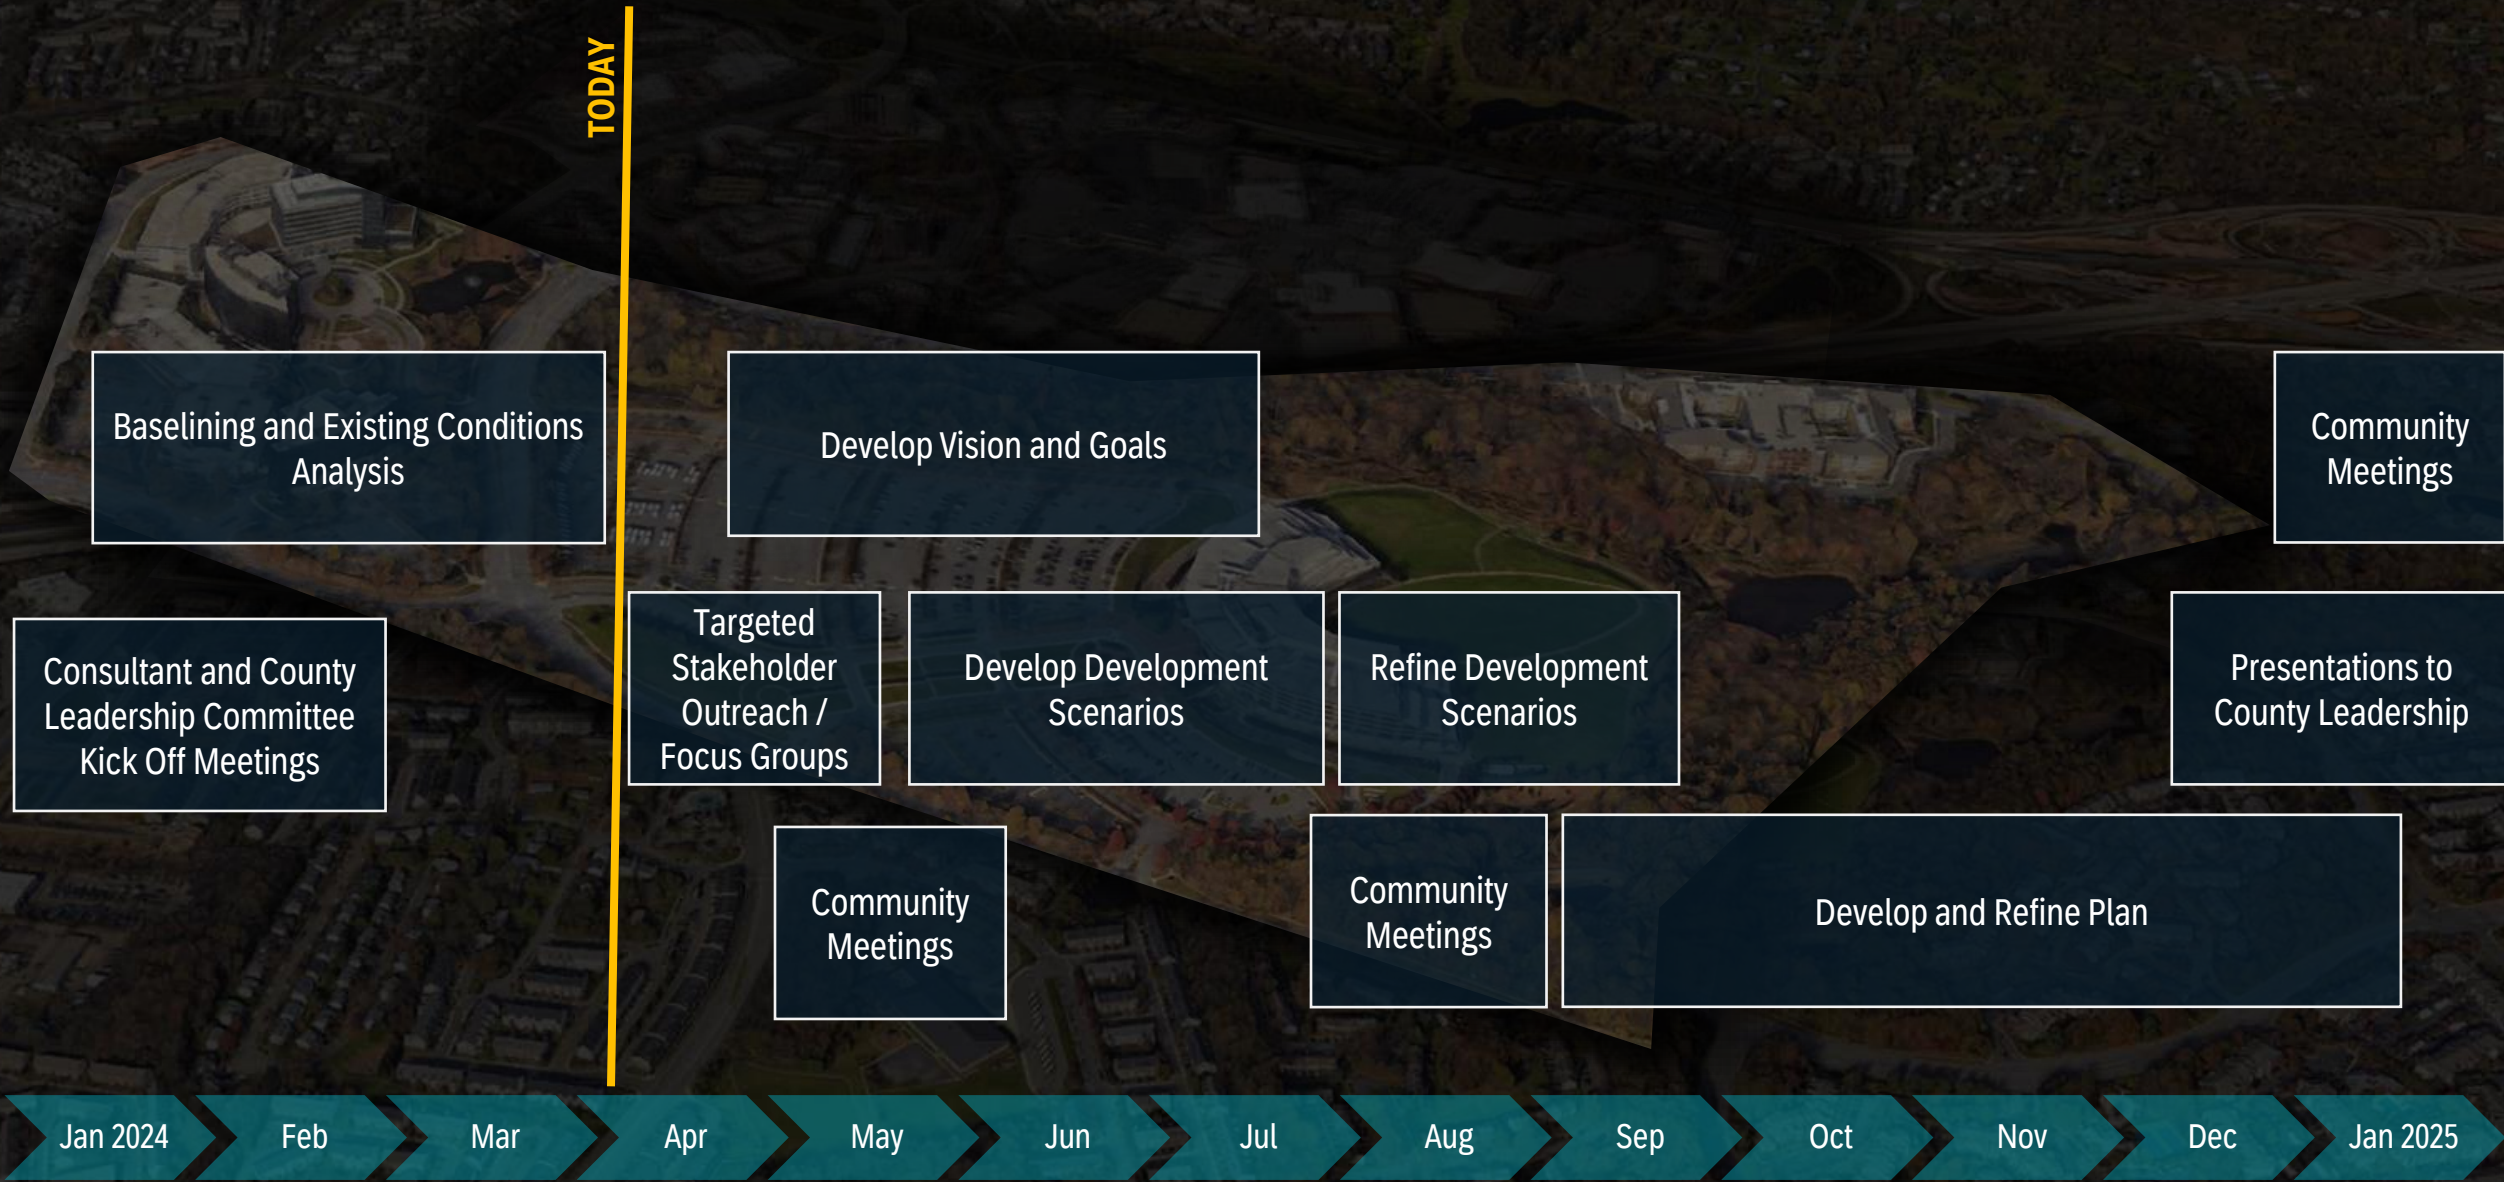 TODAY
Baselining and Existing Conditions
Analysis
Develop Vision and Goals
Community
Meetings
Consultant and County
Leadership Committee
Kick Off Meetings
Targeted
Stakeholder
Outreach /
Focus Groups
Develop Development
Scenarios
Refine Development
Scenarios
Presentations to
County Leadership
Community
Meetings
Community
Meetings
Develop and Refine Plan
Jan 2024
Feb
Mar
Apr
May
Jun
Jul
Aug
Sep
Oct
Nov
Dec
Jan 2025